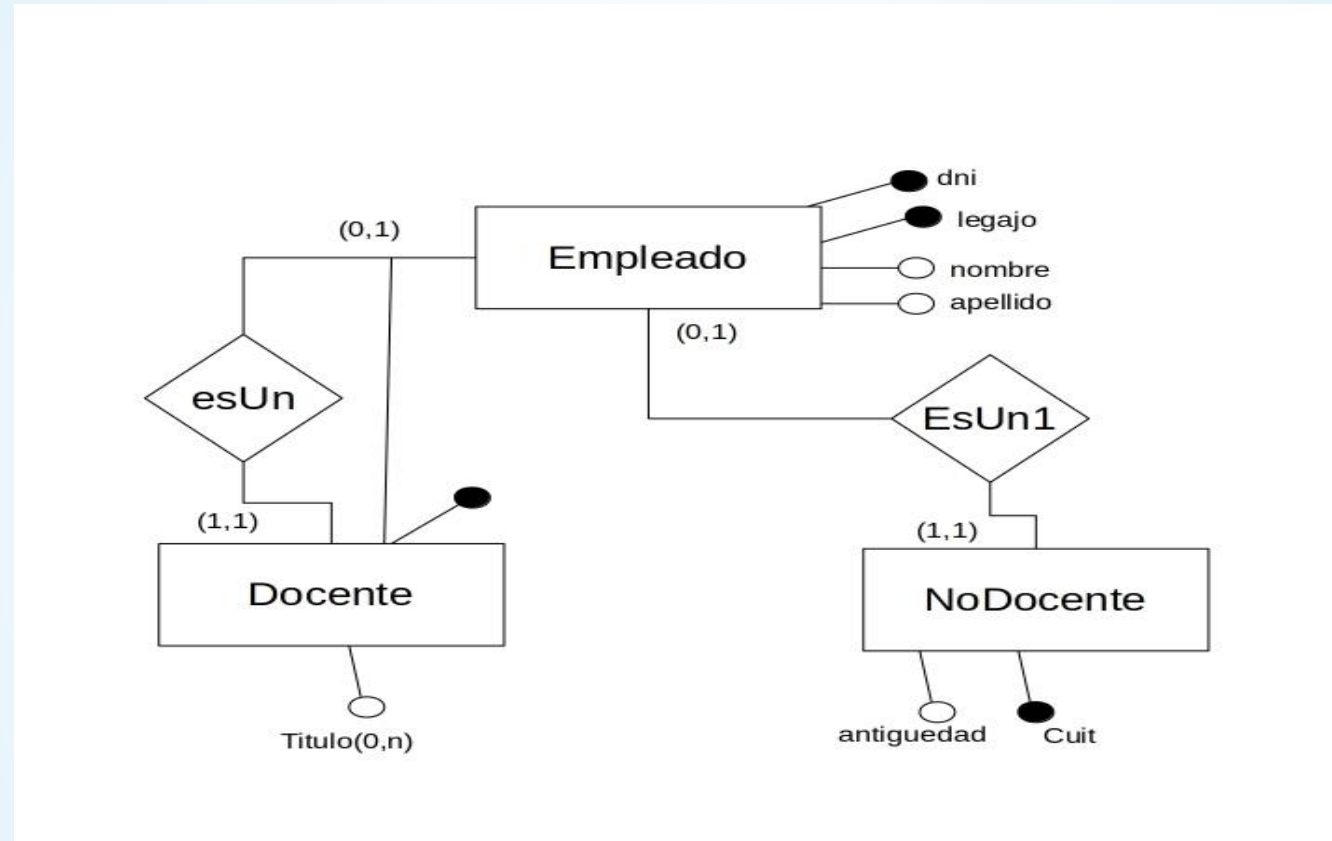 dni
(0,1)
legajo
Empleado
nombre
apellido
(0,1)
esUn
EsUn1
(1,1)
(1,1)
Docente
NoDocente
Titulo(0,n)
antiguedad
Cuit